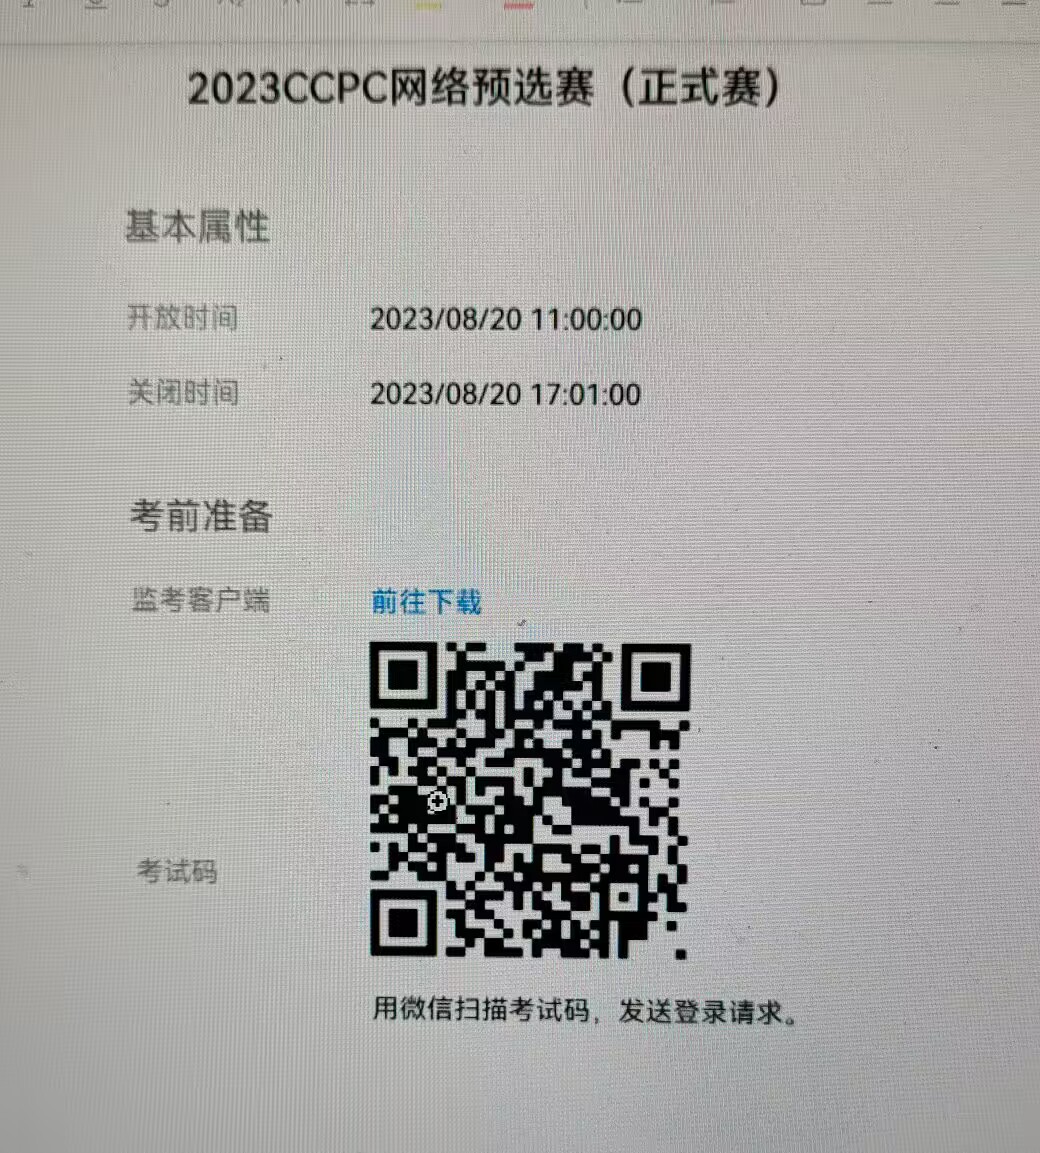 2023CCPC网络预选赛（正式赛）
基本属性
开放时间 2023/08/20 11:00:00
关闭时间 2023/08/20 17:01:00
考前准备
监考客户端 前往下载
考试码
用微信扫描考试码，发送登录请求。